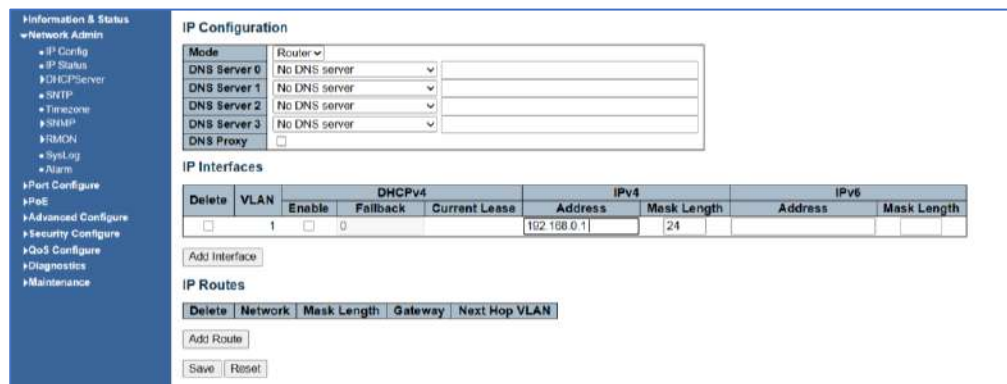 Information & Status
Network Admin
IP Config
IP Status
DHCPServer
SNTP
Timezone
SNMP
RMON
SysLog
Alarm
Port Configure
PoE
Advanced Configure
Security Configure
QoS Configure
Diagnostics
Maintenance
IP Configuration
Mode Router
DNS Server 0 No DNS server
DNS Server 1 No DNS server
DNS Server 2 No DNS server
DNS Server 3 No DNS server
DNS Proxy
IP Interfaces
Delete VLAN DHCPv4 IPv4 IPv6
Enable Fallback Current Lease Address Mask Length Address Mask Length
1 0 192.168.0.1 24
Add Interface
IP Routes
Delete Network Mask Length Gateway Next Hop VLAN
Add Route
Save Reset